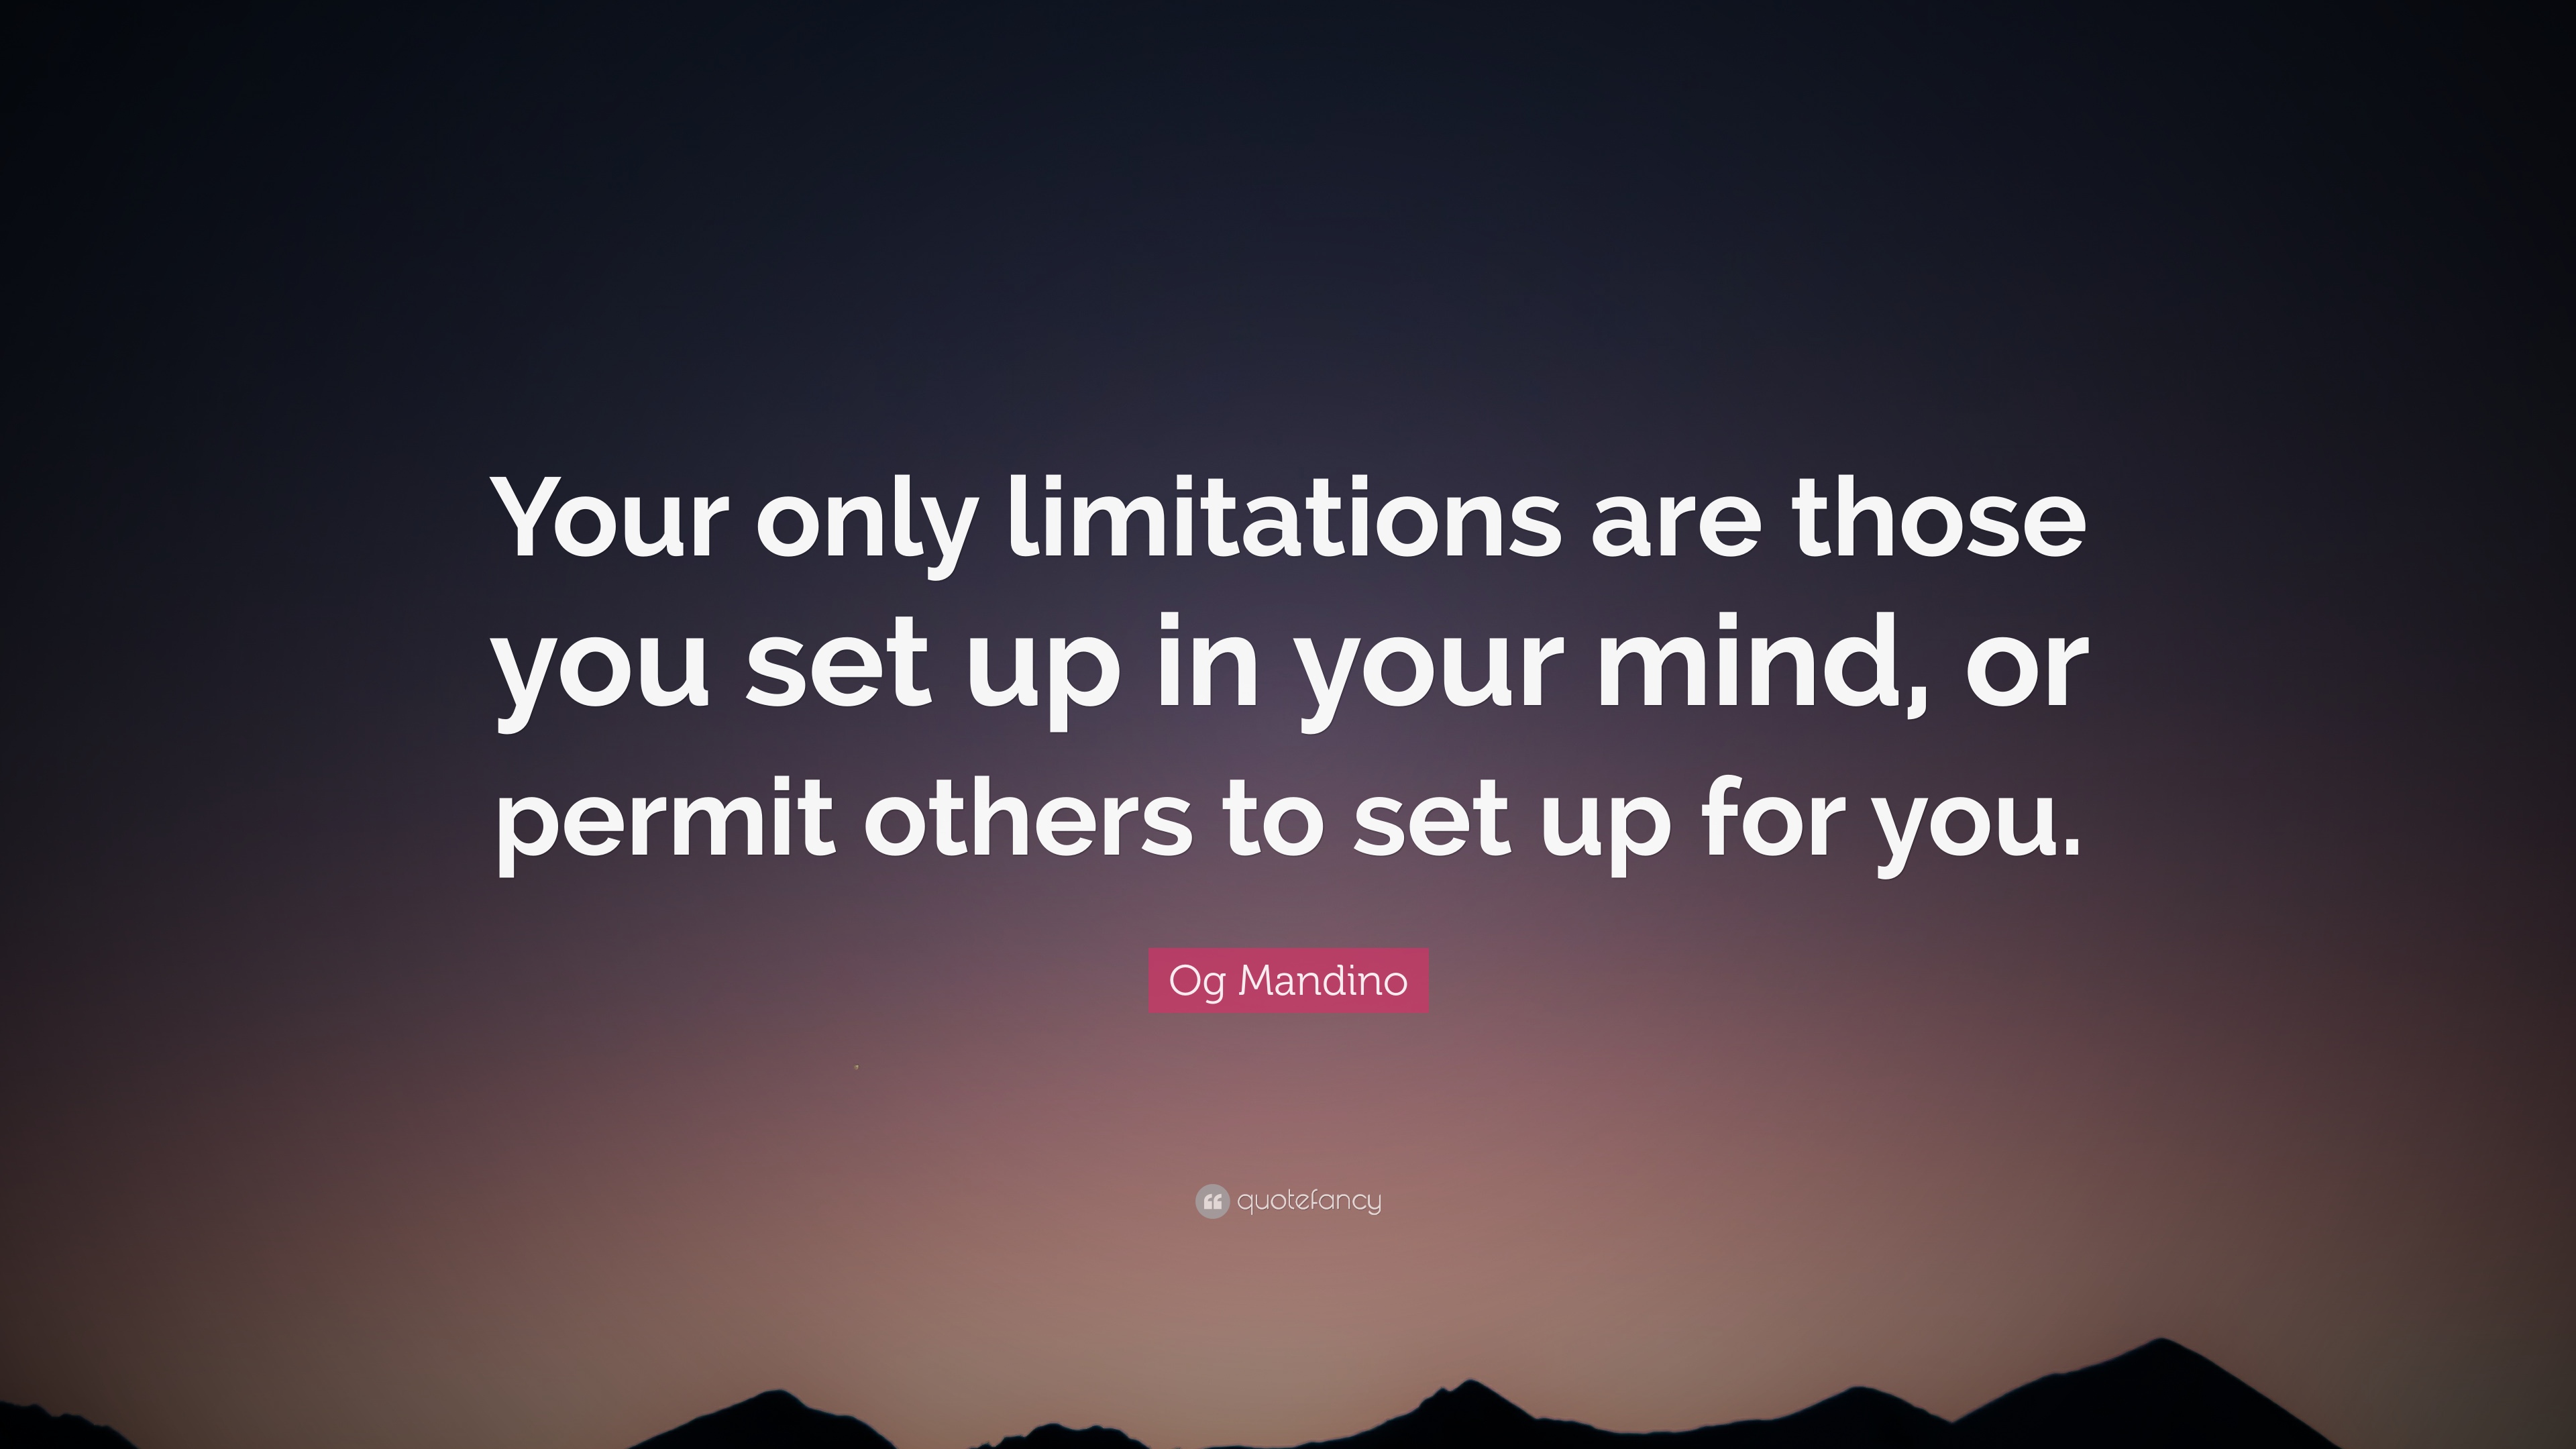 Your only limitations are those
you set up in your mind, or
permit others to set up for you.
Og Mandino
quotefancy